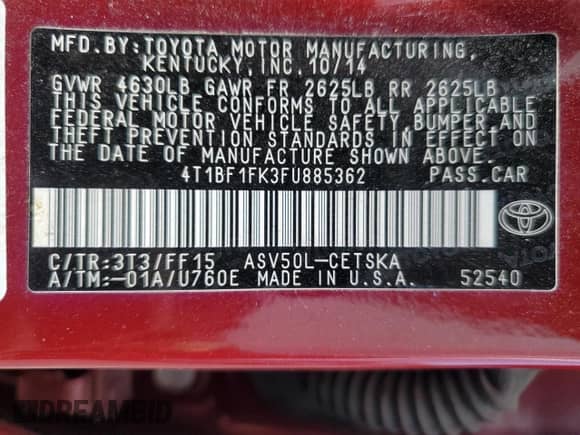 MFD.BY:TOYOTA MOTOR MANUFACTURING,
KENTUCKY,INC.10/14
GVWR 4630LB GAWR FR 2625LB RR 2625LB
THIS VEHICLE CONFORMS TO ALL APPLICABLE
FEDERAL MOTOR VEHICLE SAFETY,BUMPER AND
THEFT PREVENTION STANDARDS IN EFFECT ON
THE DATE OF MANUFACTURE SHOWN ABOVE.
4T1BF1FK3FU885362 PASS.CAR
C/TR:3T3/FF15 ASV50L-CETSKA
A/TM:-01A/U760E MADE IN U.S.A. 52540
DREAMBID